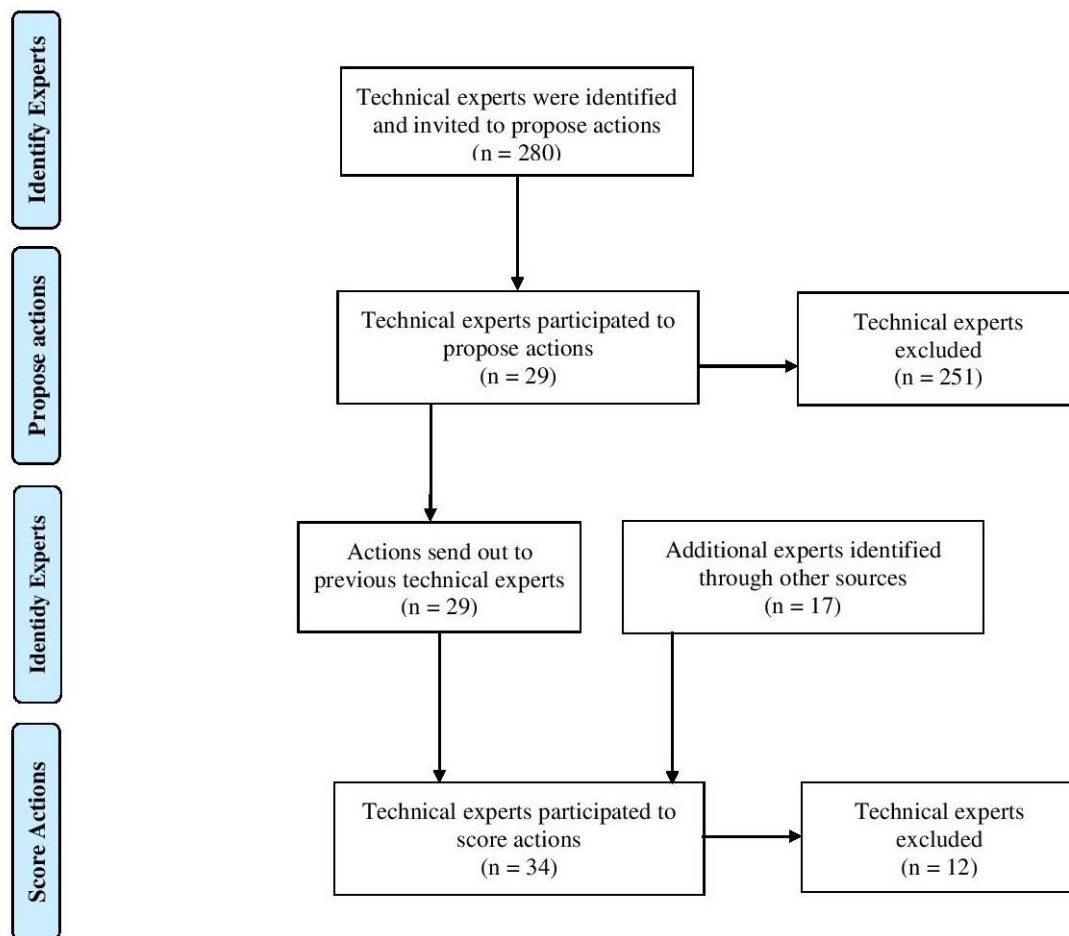 Identify Experts
Technical experts were identified
and invited to propose actions
(n = 280)
Propose actions
Technical experts participated to
propose actions
(n = 29)
Technical experts
excluded
(n = 251)
Identidy Experts
Actions send out to
previous technical experts
(n = 29)
Additional experts identified
through other sources
(n = 17)
Score Actions
Technical experts participated to
score actions
(n = 34)
Technical experts
excluded
(n = 12)